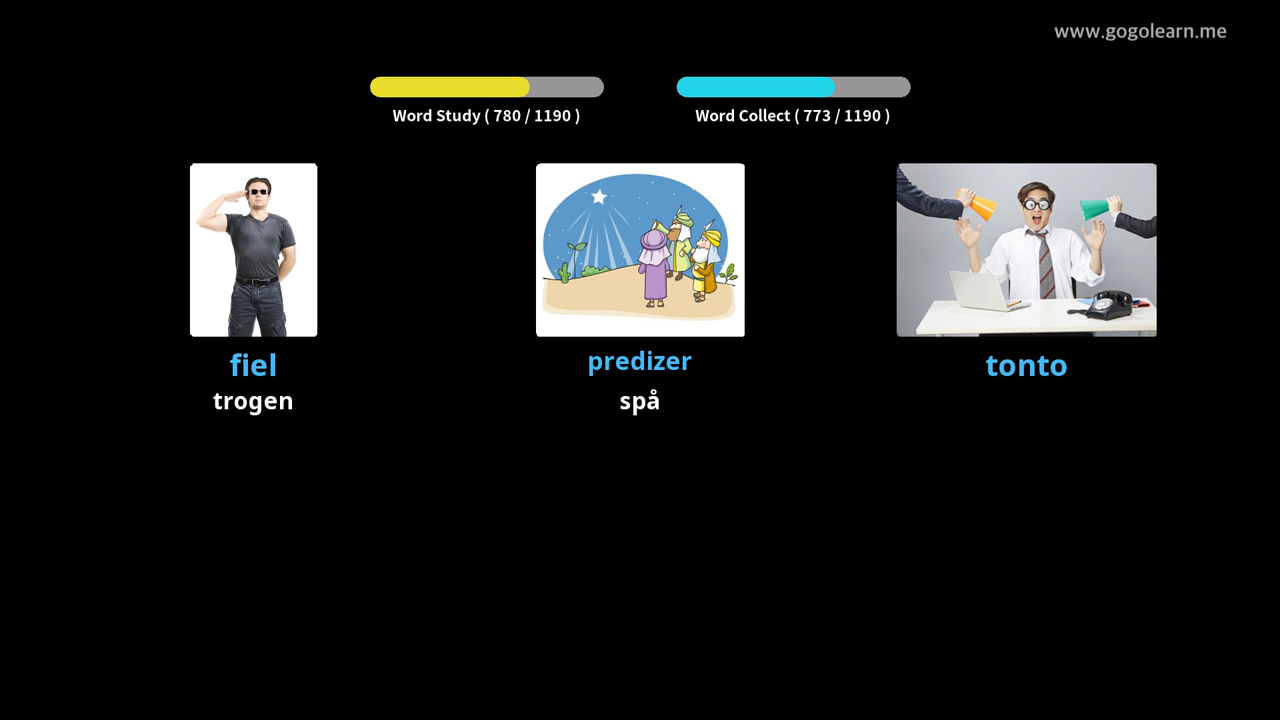 www.gogolearn.me
Word Study ( 780 / 1190 )
Word Collect ( 773 / 1190 )
fiel
trogen
predizer
spå
tonto